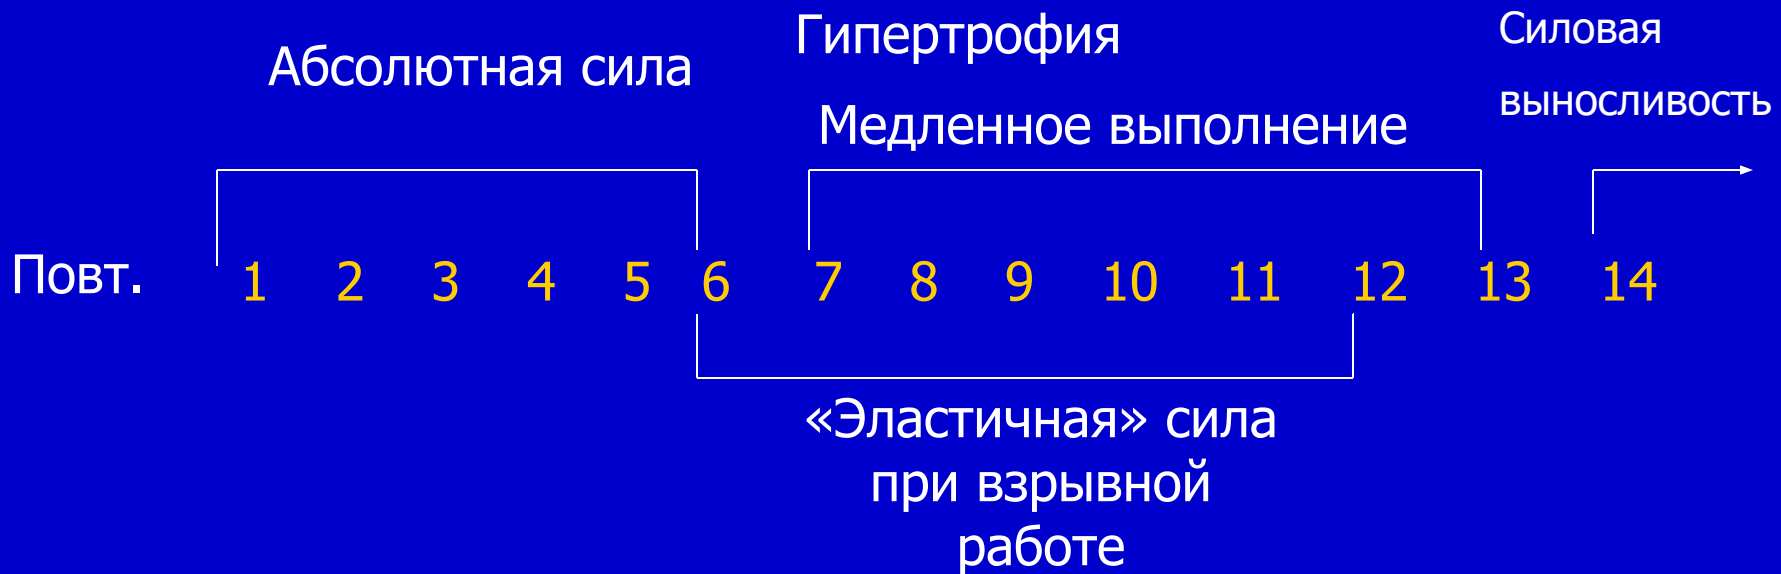 Гипертрофия
Силовая
Абсолютная сила
выносливость
Медленное выполнение
Повт. 1 2 3 4 5 6 7 8 9 10 11 12 13 14
«Эластичная» сила
при взрывной
работе